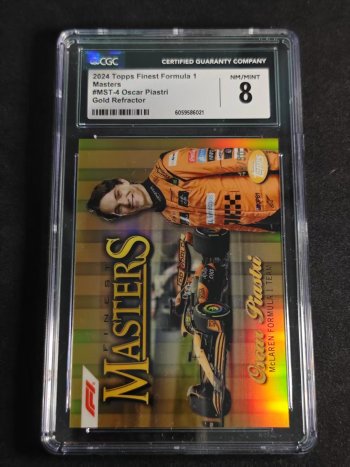 CGC
CERTIFIED GUARANTY COMPANY
2024 Topps Finest Formula 1
Masters
#MST-4 Oscar Piastri
Gold Refractor
NM/MINT
8
6059586021
FINEST
MASTERS
F1
Oscar Piastri
McLAREN FORMULA 1 TEAM